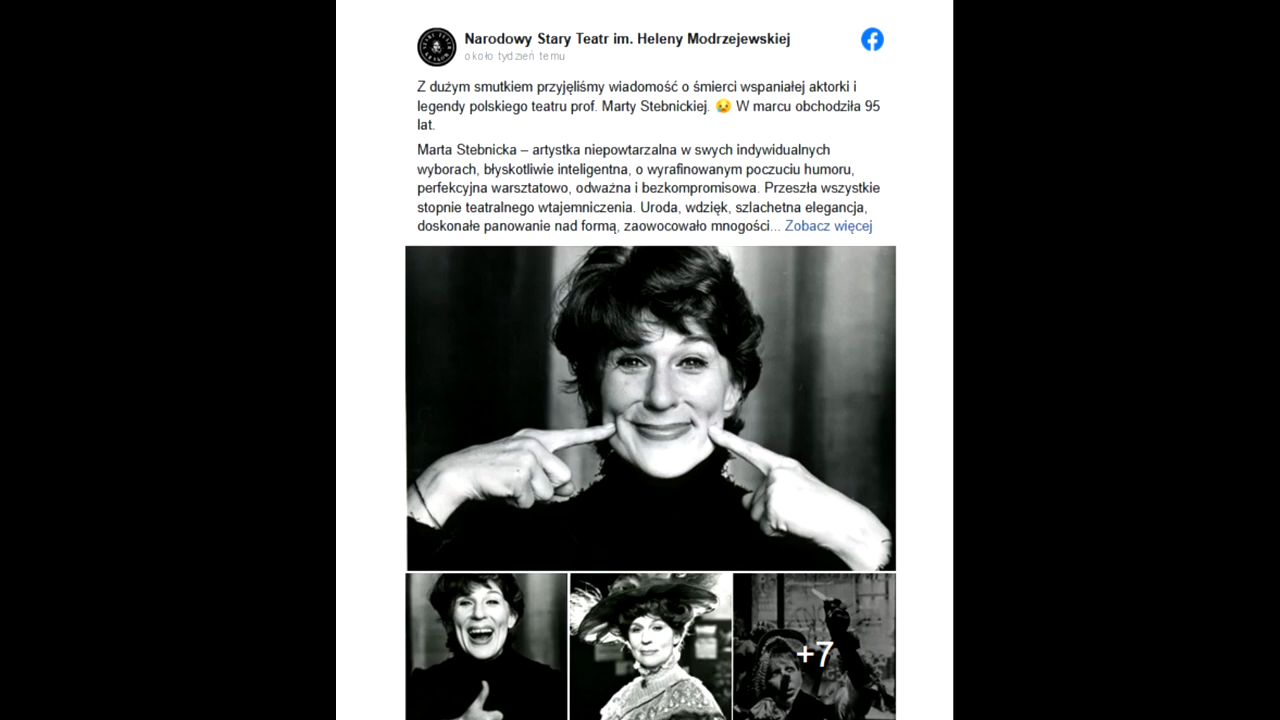 Narodowy Stary Teatr im. Heleny Modrzejewskiej
około tydzień temu
Z dużym smutkiem przyjęliśmy wiadomość o śmierci wspaniałej aktorki i
legendy polskiego teatru prof. Marty Stebnickiej. 😥 W marcu obchodziła 95
lat.
Marta Stebnicka – artystka niepowtarzalna w swych indywidualnych
wyborach, błyskotliwie inteligentna, o wyrafinowanym poczuciu humoru,
perfekcyjna warsztatowo, odważna i bezkompromisowa. Przeszła wszystkie
stopnie teatralnego wtajemniczenia. Uroda, wdzięk, szlachetna elegancja,
doskonałe panowanie nad formą, zaowocowało mnogości... Zobacz więcej
+7